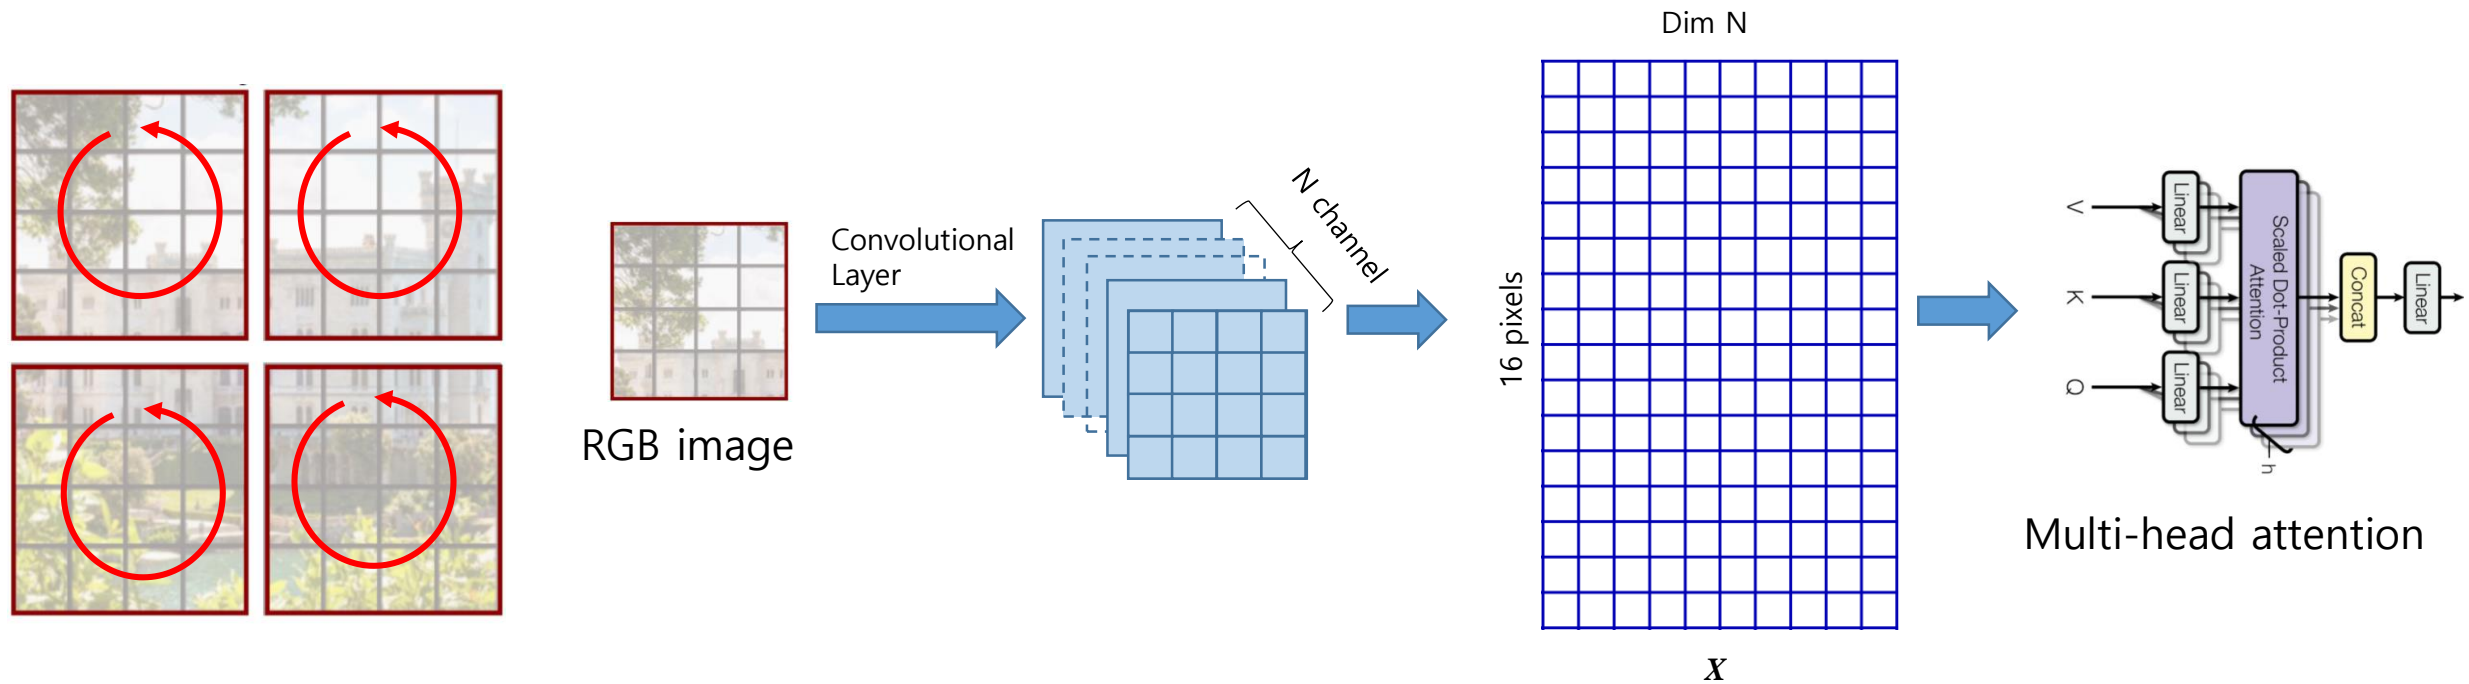 RGB image
Convolutional
Layer
N channel
Dim N
16 pixels
X
V
K
Q
Linear
Linear
Linear
Scaled Dot-Product
Attention
h
Concat
Linear
Multi-head attention